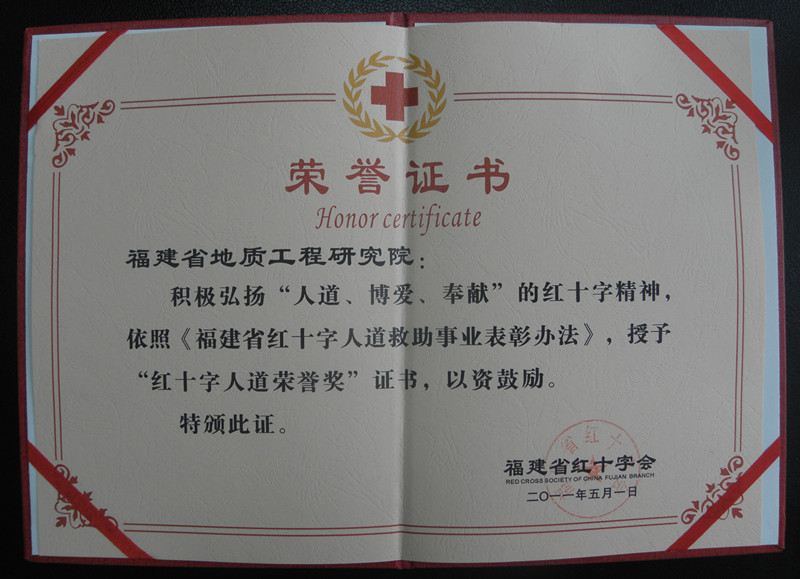 荣誉证书
Honor certificate
福建省地质工程研究院：
积极弘扬“人道、博爱、奉献”的红十字精神，
依照《福建省红十字人道救助事业表彰办法》，授予
“红十字人道荣誉奖”证书，以资鼓励。
特颁此证。
福建省红十字会
RED CROSS SOCIETY OF CHINA FUJIAN BRANCH
二〇一一年五月一日